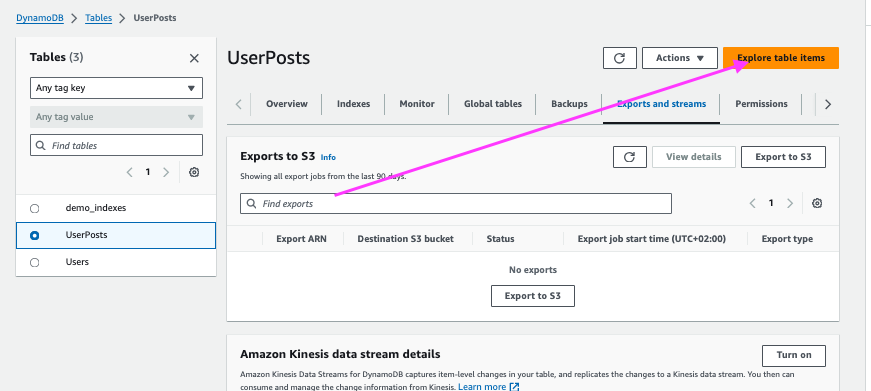 DynamoDB > Tables > UserPosts
Tables (3)
Any tag key
Any tag value
Find tables
1
demo_indexes
UserPosts
Users
UserPosts
Actions
Explore table items
Overview
Indexes
Monitor
Global tables
Backups
Exports and streams
Permissions
Exports to S3 Info
View details
Export to S3
Showing all export jobs from the last 90 days.
Find exports
1
Export ARN
Destination S3 bucket
Status
Export job start time (UTC+02:00)
Export type
No exports
Export to S3
Amazon Kinesis data stream details
Turn on
Amazon Kinesis Data Streams for DynamoDB captures item-level changes in your table, and replicates the changes to a Kinesis data stream. You then can
consume and manage the change information from Kinesis. Learn more